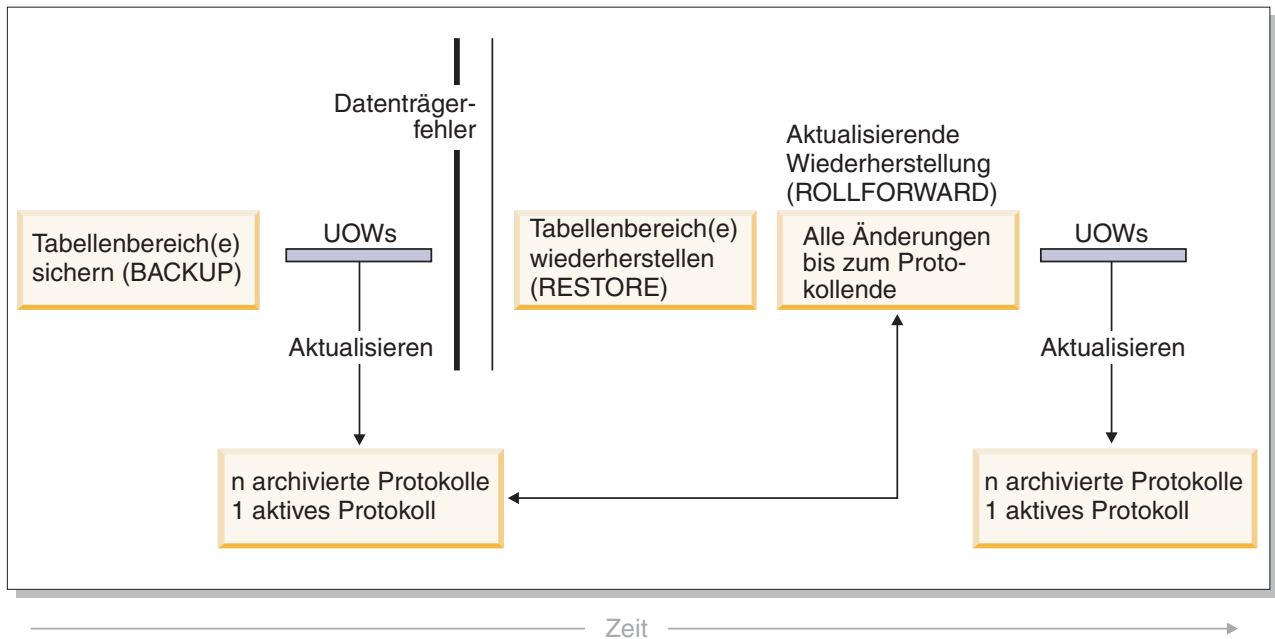 Datenträger-
fehler
Aktualisierende
Wiederherstellung
(ROLLFORWARD)
Tabellenbereich(e)
sichern (BACKUP)
UOWs
Tabellenbereich(e)
wiederherstellen
(RESTORE)
Alle Änderungen
bis zum Proto-
kollende
UOWs
Aktualisieren
Aktualisieren
n archivierte Protokolle
1 aktives Protokoll
n archivierte Protokolle
1 aktives Protokoll
Zeit